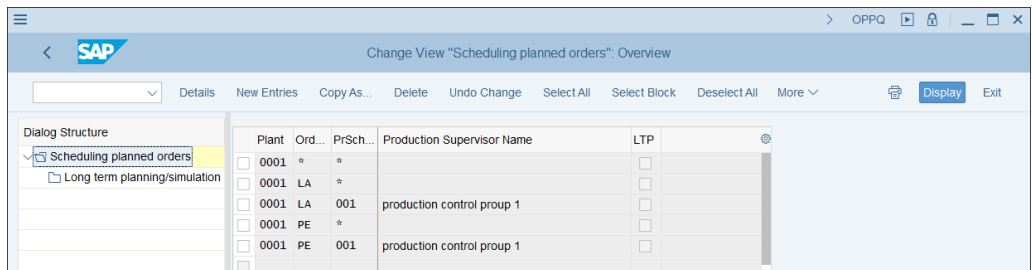 OPPQ
SAP
Change View "Scheduling planned orders": Overview
Details New Entries Copy As... Delete Undo Change Select All Select Block Deselect All More Display Exit
Dialog Structure
Scheduling planned orders
Long term planning/simulation
Plant Ord... PrSch... Production Supervisor Name LTP
0001 * *
0001 LA *
0001 LA 001 production control proup 1
0001 PE *
0001 PE 001 production control proup 1